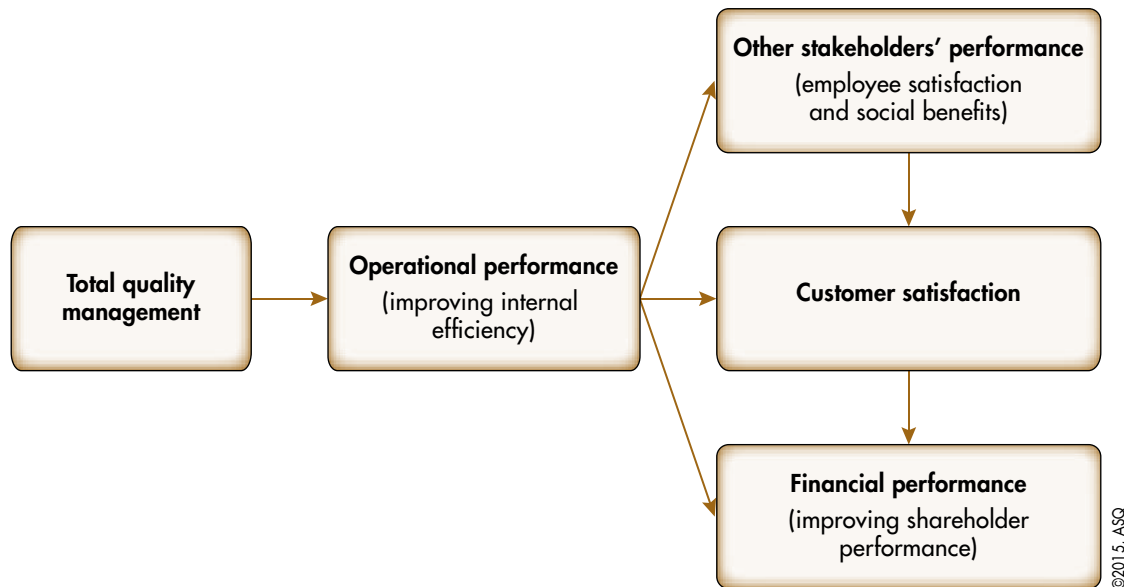 Other stakeholders’ performance
(employee satisfaction
and social benefits)
Total quality
management
Operational performance
(improving internal
efficiency)
Customer satisfaction
Financial performance
(improving shareholder
performance)
©2015, ASQ